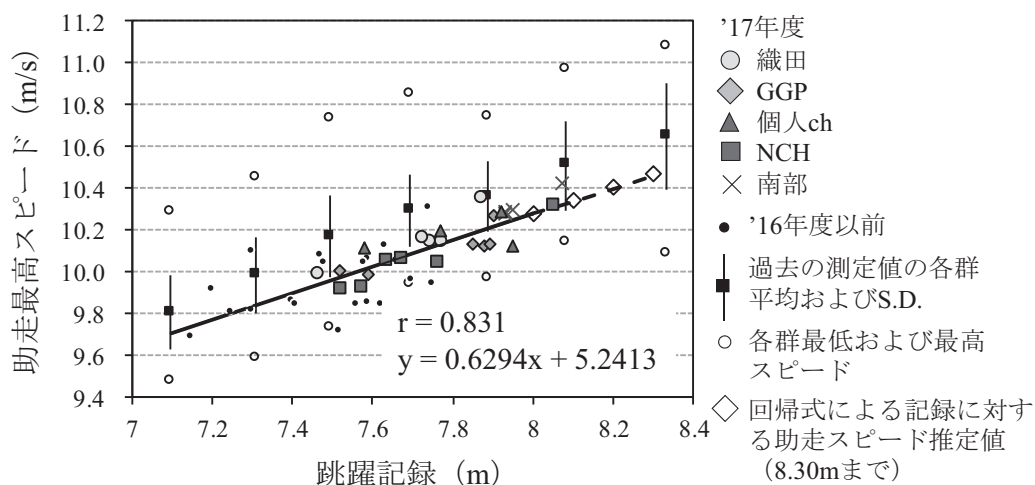 11.2
11.0
10.8
10.6
10.4
10.2
10.0
9.8
9.6
9.4
助走最高スピード (m/s)
7
7.2
7.4
7.6
7.8
8
8.2
8.4
跳躍記録 (m)
r = 0.831
y = 0.6294x + 5.2413
’17年度
織田
GGP
個人ch
NCH
南部
’16年度以前
過去の測定値の各群
平均およびS.D.
各群最低および最高
スピード
回帰式による記録に対す
る助走スピード推定値
(8.30mまで)